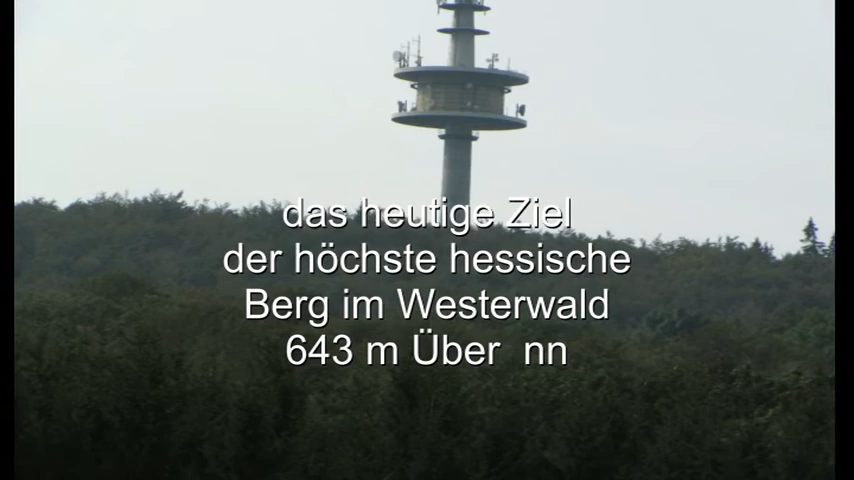 das heutige Ziel
der höchste hessische
Berg im Westerwald
643 m Über  nn